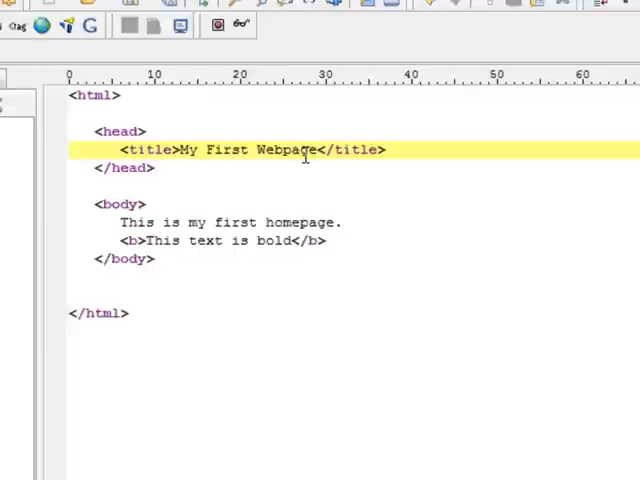 tag
0 10 20 30 40 50 60
<html>
<head>
<title>My First Webpage</title>
</head>
<body>
This is my first homepage.
<b>This text is bold</b>
</body>
</html>